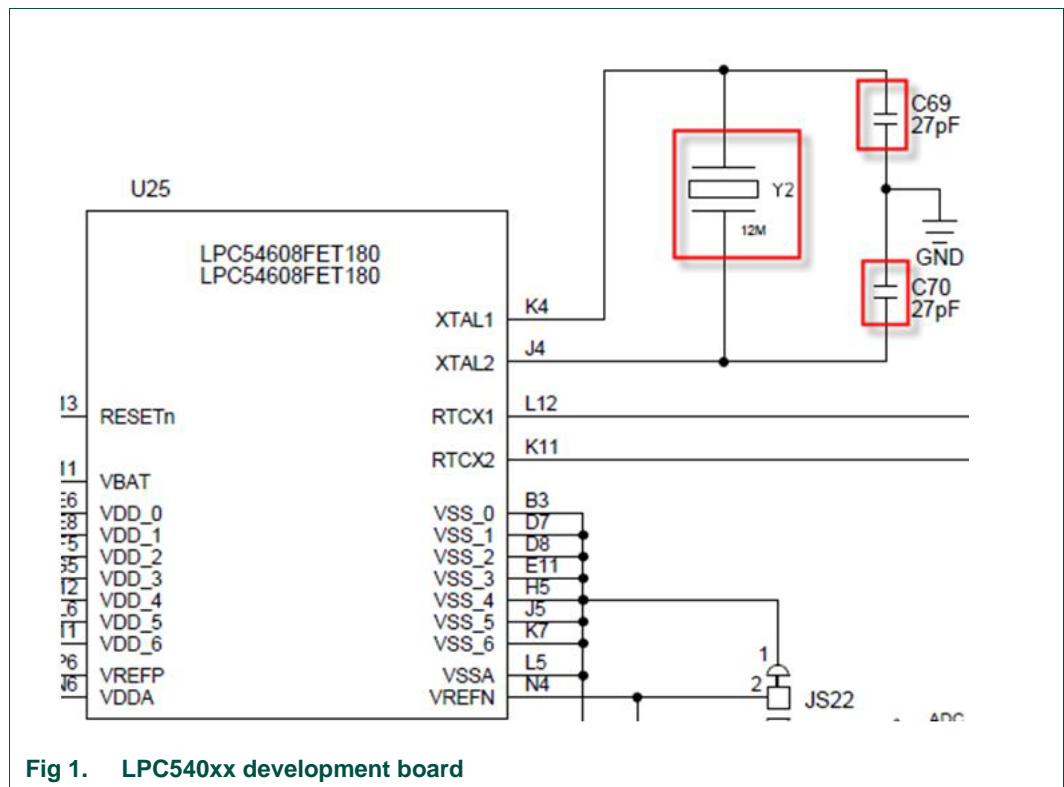 C69
27pF
Y2
12M
GND
C70
27pF
U25
LPC54608FET180
LPC54608FET180
XTAL1 K4
XTAL2 J4
RESETn RTCX1 L12
RTCX2 K11
VBAT
VDD_0 VSS_0 B3
VDD_1 VSS_1 D7
VDD_2 VSS_2 D8
VDD_3 VSS_3 E11
VDD_4 VSS_4 H5
VDD_5 VSS_5 J5
VDD_6 VSS_6 K7
VREFP VSSA L5
VDDA VREFN N4
1
2
JS22
Fig 1. LPC540xx development board